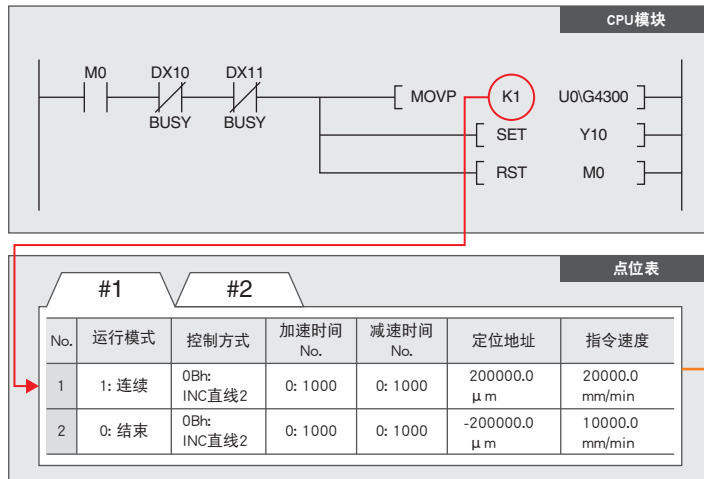 CPU模块
M0 DX10 DX11
MOVP K1 U0\G4300
BUSY BUSY
SET Y10
RST M0
点位表
#1 #2
No. 运行模式 控制方式 加速时间 No. 减速时间 No. 定位地址 指令速度
1 1: 连续 0Bh: INC直线2 0: 1000 0: 1000 200000.0 μm 20000.0 mm/min
2 0: 结束 0Bh: INC直线2 0: 1000 0: 1000 -200000.0 μm 10000.0 mm/min